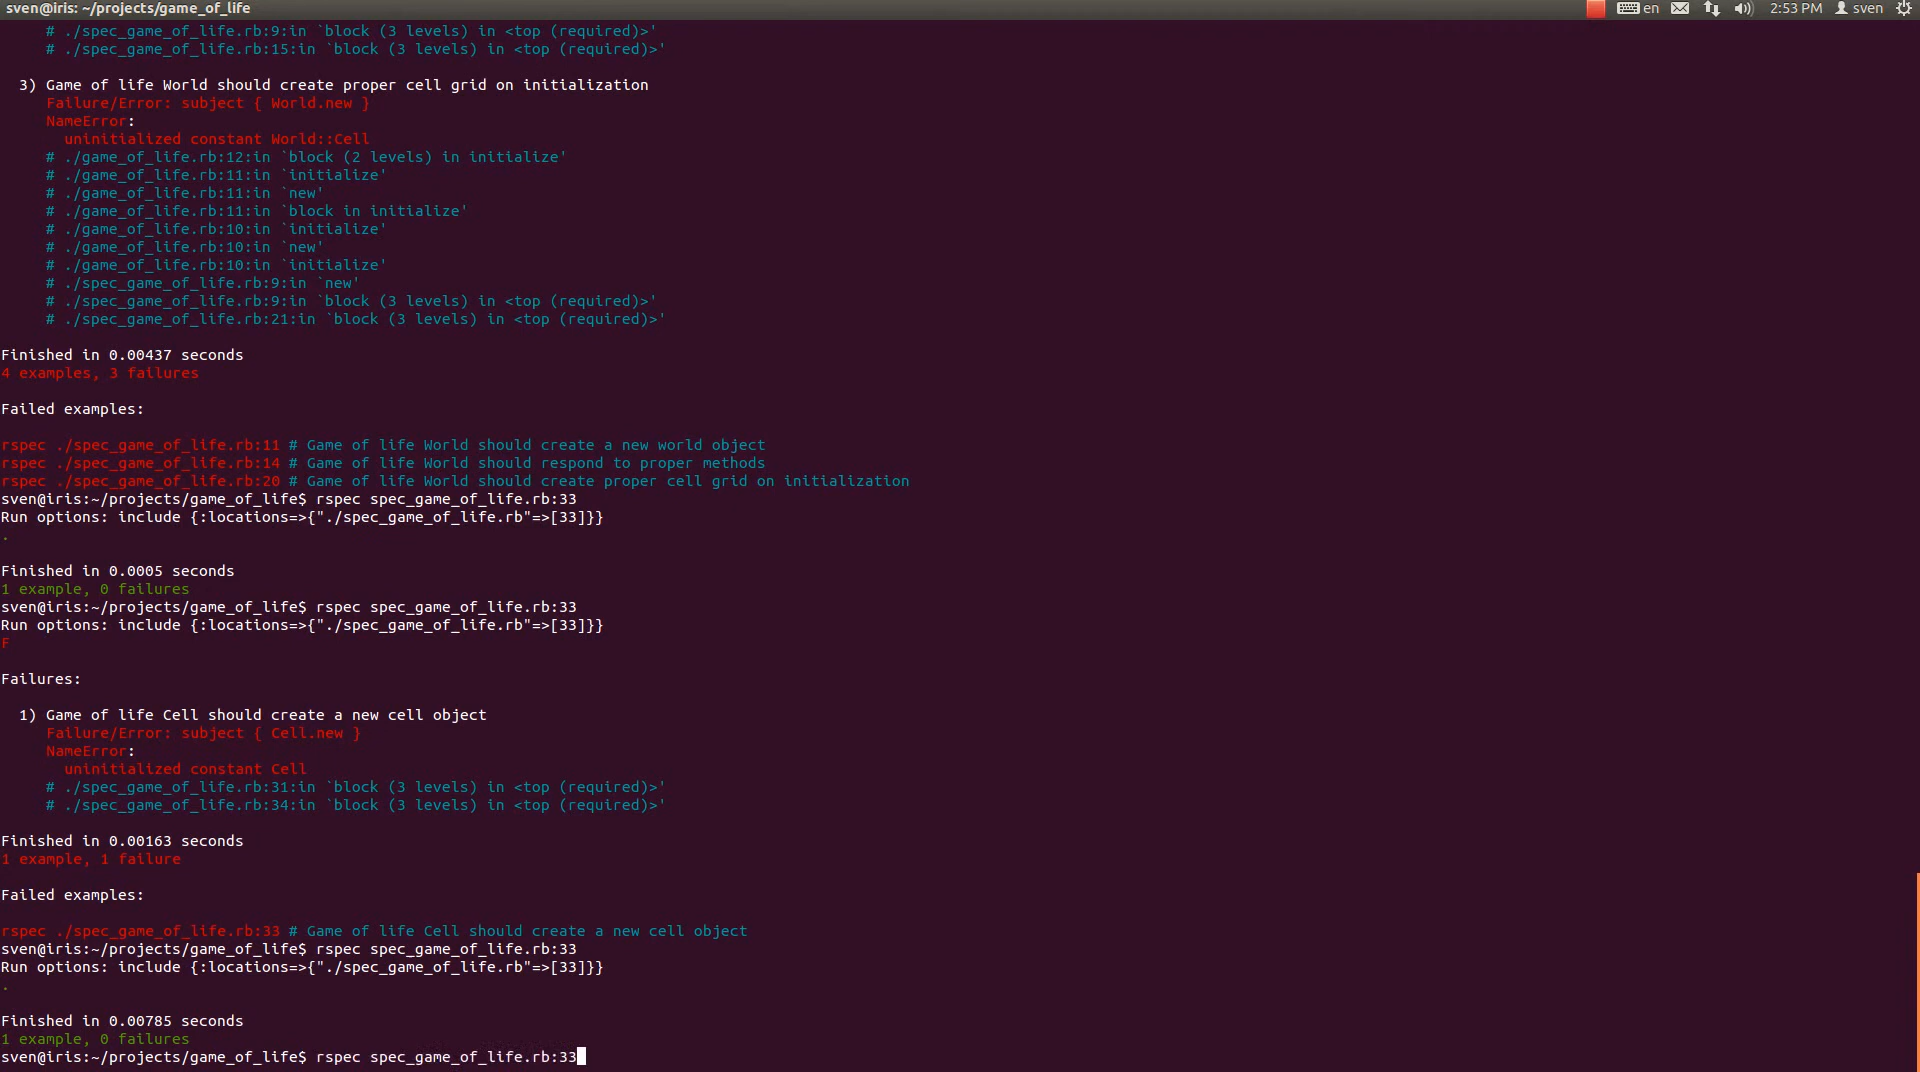 sven@iris: ~/projects/game_of_life
en
2:53 PM
sven
# ./spec_game_of_life.rb:9:in `block (3 levels) in <top (required)>'
# ./spec_game_of_life.rb:15:in `block (3 levels) in <top (required)>'
3) Game of life World should create proper cell grid on initialization
Failure/Error: subject { World.new }
NameError:
uninitialized constant World::Cell
# ./game_of_life.rb:12:in `block (2 levels) in initialize'
# ./game_of_life.rb:11:in `initialize'
# ./game_of_life.rb:11:in `new'
# ./game_of_life.rb:11:in `block in initialize'
# ./game_of_life.rb:10:in `initialize'
# ./game_of_life.rb:10:in `new'
# ./game_of_life.rb:10:in `initialize'
# ./spec_game_of_life.rb:9:in `new'
# ./spec_game_of_life.rb:9:in `block (3 levels) in <top (required)>'
# ./spec_game_of_life.rb:21:in `block (3 levels) in <top (required)>'
Finished in 0.00437 seconds
4 examples, 3 failures
Failed examples:
rspec ./spec_game_of_life.rb:11 # Game of life World should create a new world object
rspec ./spec_game_of_life.rb:14 # Game of life World should respond to proper methods
rspec ./spec_game_of_life.rb:20 # Game of life World should create proper cell grid on initialization
sven@iris:~/projects/game_of_life$ rspec spec_game_of_life.rb:33
Run options: include {:locations=>{"./spec_game_of_life.rb"=>[33]}}
.
Finished in 0.0005 seconds
1 example, 0 failures
sven@iris:~/projects/game_of_life$ rspec spec_game_of_life.rb:33
Run options: include {:locations=>{"./spec_game_of_life.rb"=>[33]}}
F
Failures:
1) Game of life Cell should create a new cell object
Failure/Error: subject { Cell.new }
NameError:
uninitialized constant Cell
# ./spec_game_of_life.rb:31:in `block (3 levels) in <top (required)>'
# ./spec_game_of_life.rb:34:in `block (3 levels) in <top (required)>'
Finished in 0.00163 seconds
1 example, 1 failure
Failed examples:
rspec ./spec_game_of_life.rb:33 # Game of life Cell should create a new cell object
sven@iris:~/projects/game_of_life$ rspec spec_game_of_life.rb:33
Run options: include {:locations=>{"./spec_game_of_life.rb"=>[33]}}
.
Finished in 0.00785 seconds
1 example, 0 failures
sven@iris:~/projects/game_of_life$ rspec spec_game_of_life.rb:33